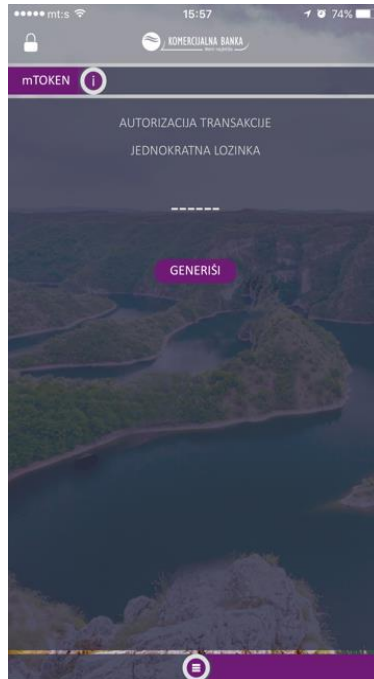 mt:s 15:57 74%
KOMERCIJALNA BANKA
mTOKEN i
AUTORIZACIJA TRANSAKCIJE
JEDNOKRATNA LOZINKA
------
GENERIŠI